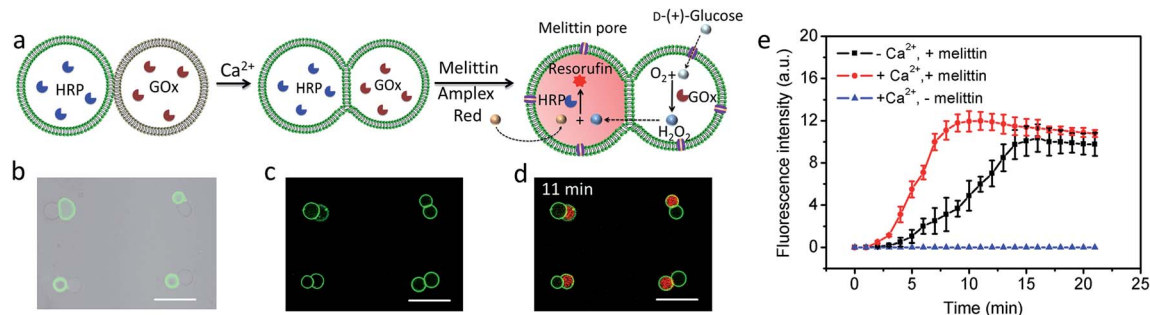 a
HRP
GOx
Ca²⁺
HRP
GOx
Melittin
Amplex
Red
Melittin pore
D-(+)-Glucose
Resorufin
O₂+
HRP
GOx
+
H₂O₂
b
c
d
11 min
e
Fluorescence intensity (a.u.)
20
16
12
8
4
0
- Ca²⁺, + melittin
+ Ca²⁺, + melittin
+Ca²⁺, - melittin
0
5
10
15
20
25
Time (min)